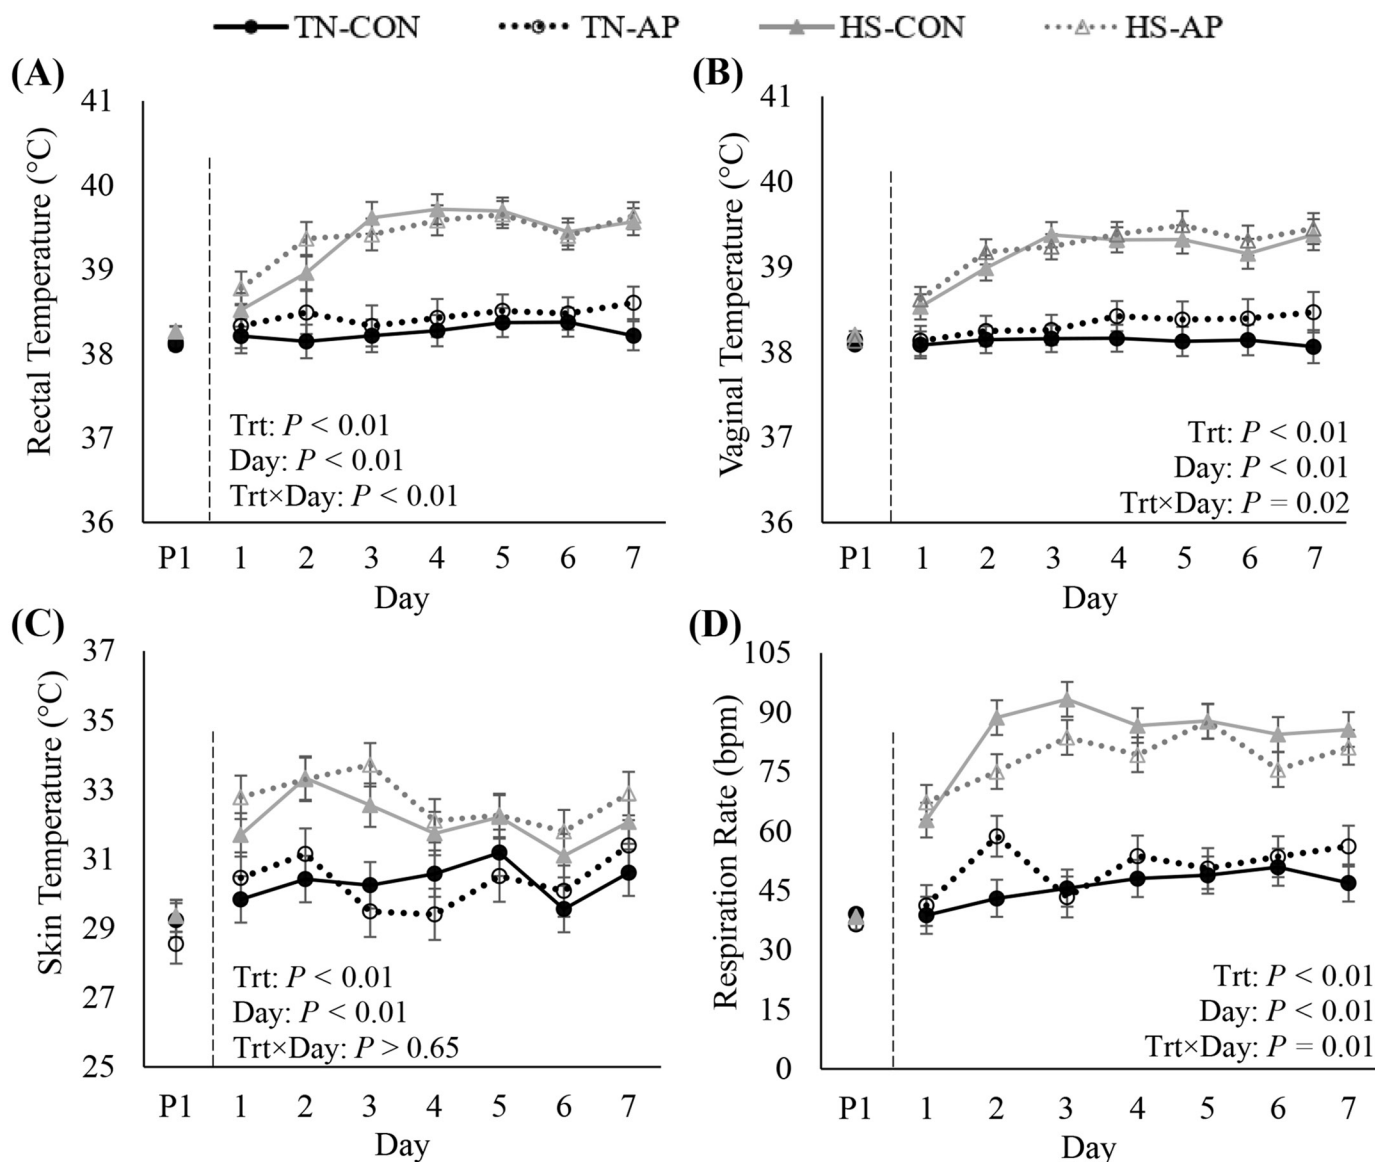 TN-CON TN-AP HS-CON HS-AP
(A)
Rectal Temperature (°C)
41
40
39
38
37
36
Trt: P < 0.01
Day: P < 0.01
Trt×Day: P < 0.01
P1 1 2 3 4 5 6 7
Day
(B)
Vaginal Temperature (°C)
41
40
39
38
37
36
Trt: P < 0.01
Day: P < 0.01
Trt×Day: P = 0.02
P1 1 2 3 4 5 6 7
Day
(C)
Skin Temperature (°C)
37
35
33
31
29
27
25
Trt: P < 0.01
Day: P < 0.01
Trt×Day: P > 0.65
P1 1 2 3 4 5 6 7
Day
(D)
Respiration Rate (bpm)
105
90
75
60
45
30
15
0
Trt: P < 0.01
Day: P < 0.01
Trt×Day: P = 0.01
P1 1 2 3 4 5 6 7
Day